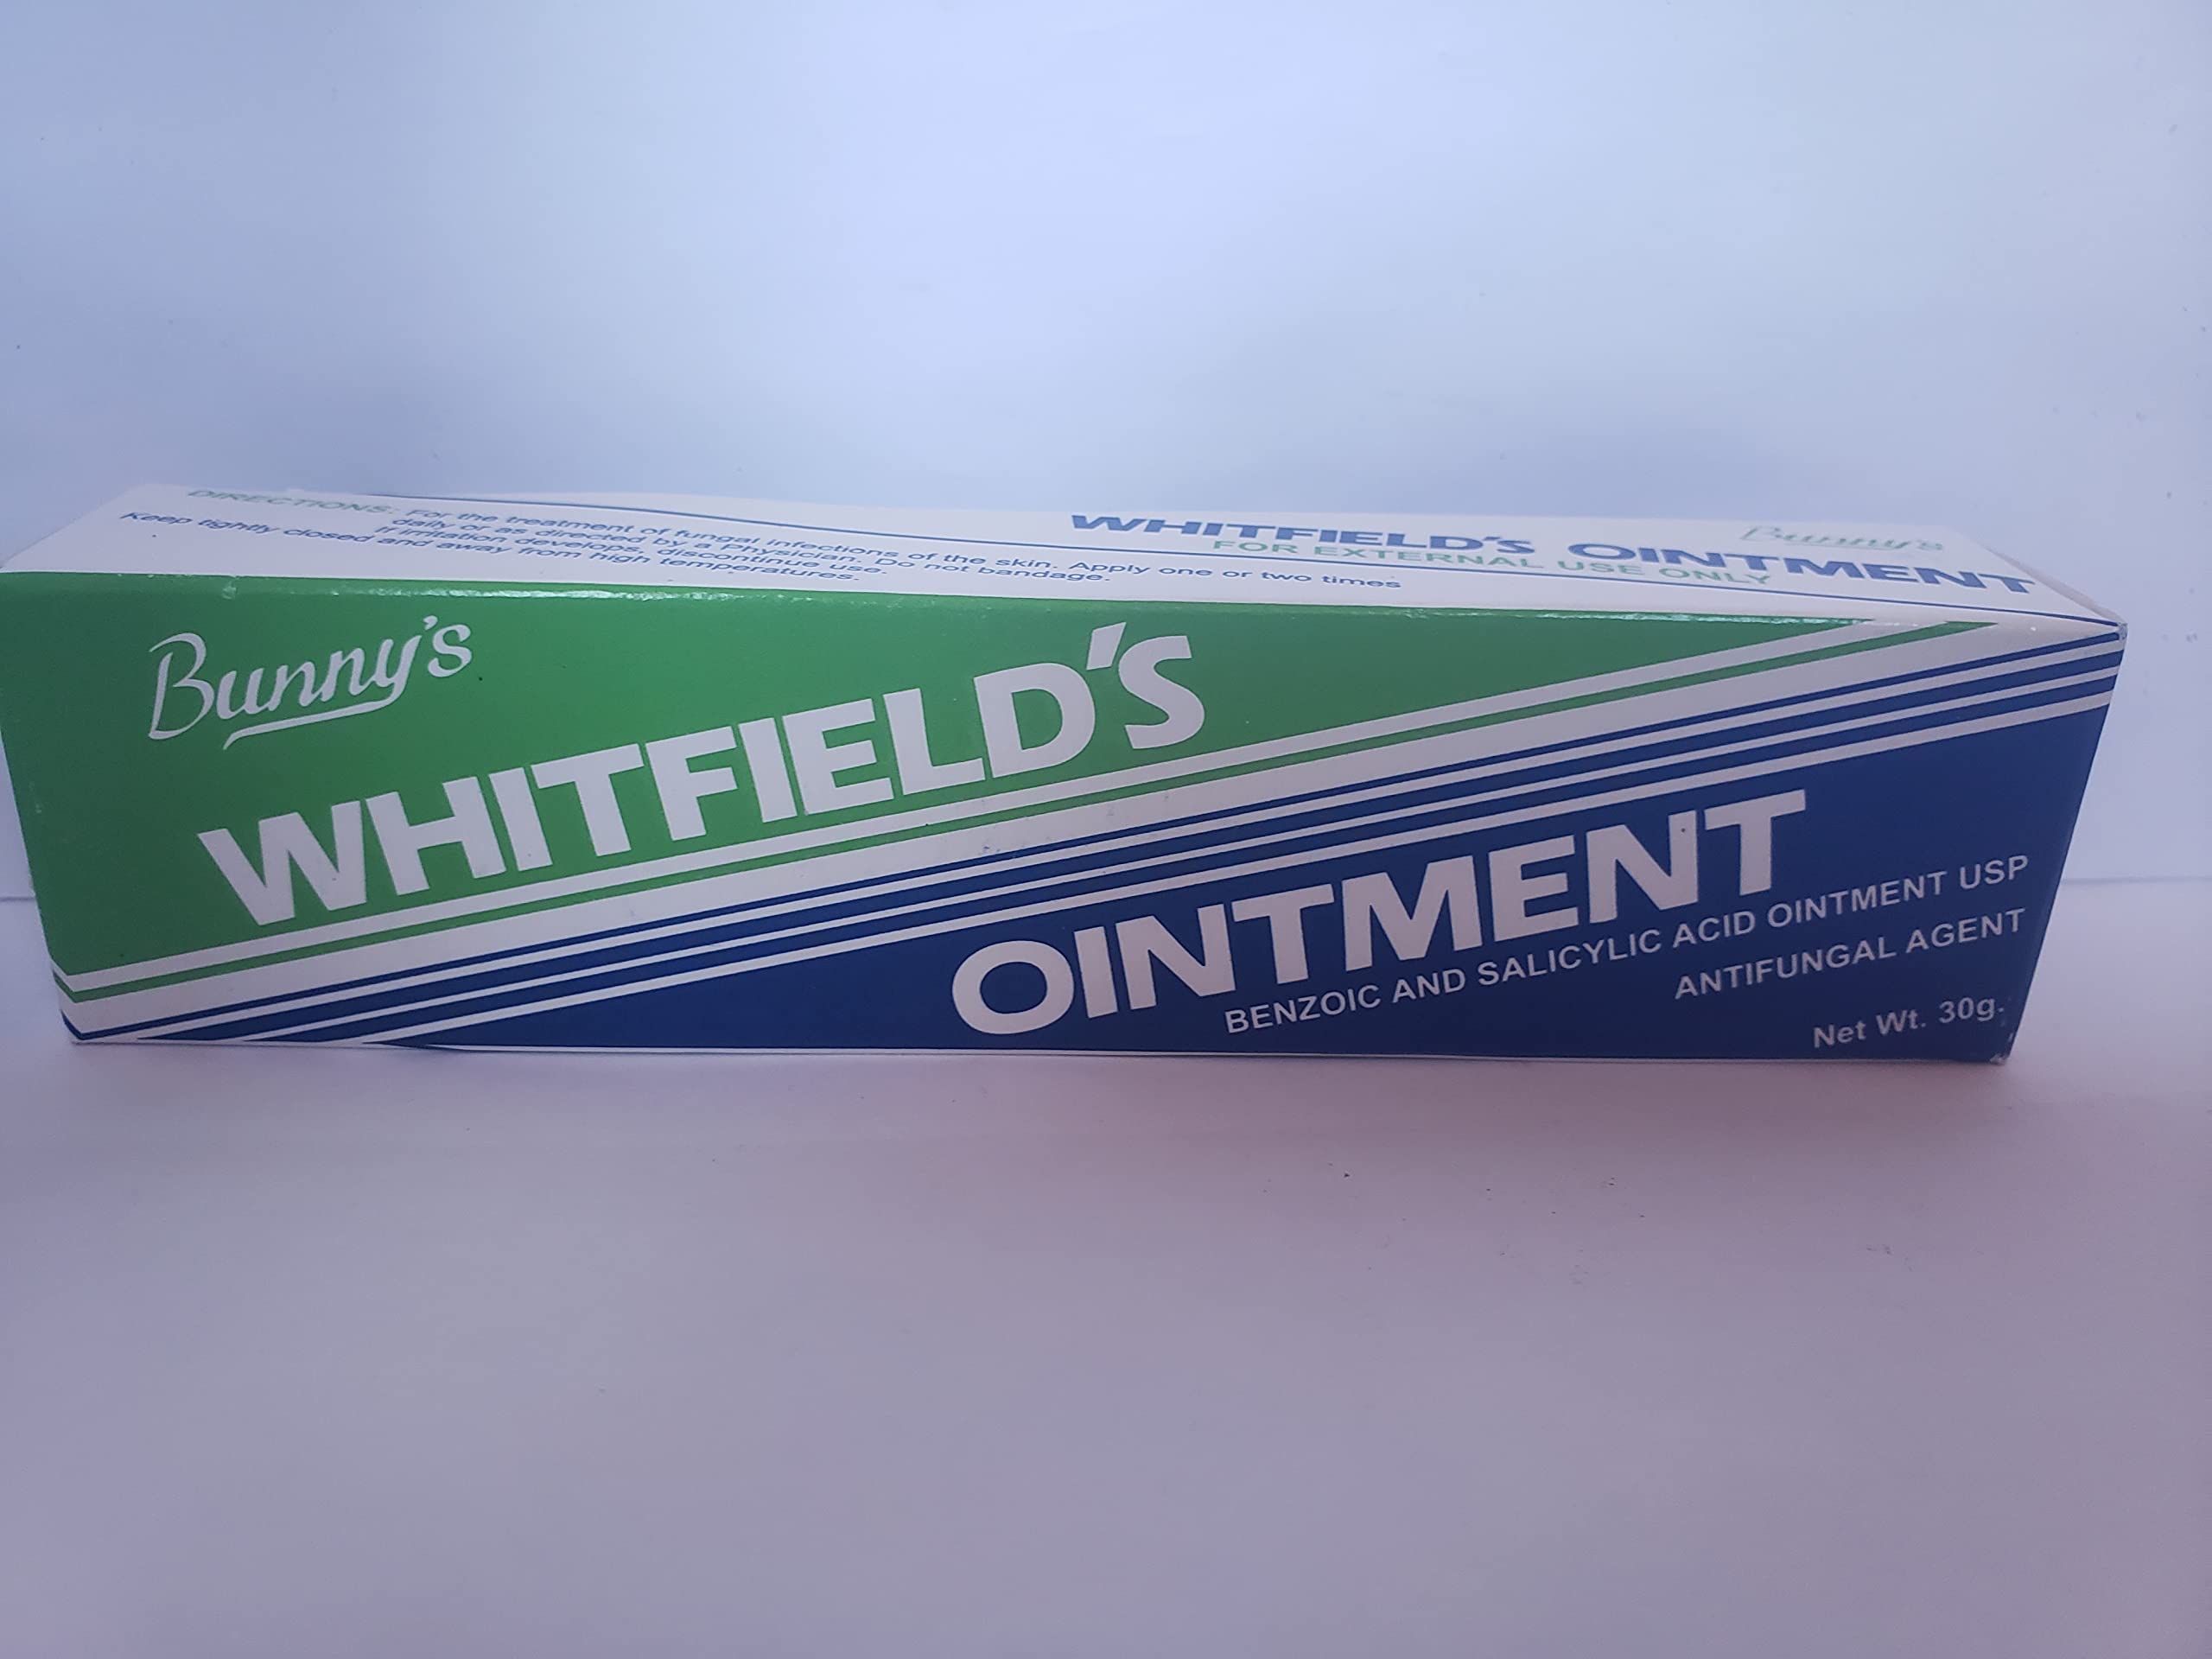 DIRECTIONS: For the treatment of fungal infections of the skin. Apply one or two times
daily or as directed by a Physician. Do not bandage.
Irritation develops, discontinue use.
Keep tightly closed and away from high temperatures.
Bunny's
WHITFIELD'S OINTMENT
FOR EXTERNAL USE ONLY
Bunny's
WHITFIELD'S
OINTMENT
BENZOIC AND SALICYLIC ACID OINTMENT USP
ANTIFUNGAL AGENT
Net Wt. 30g.